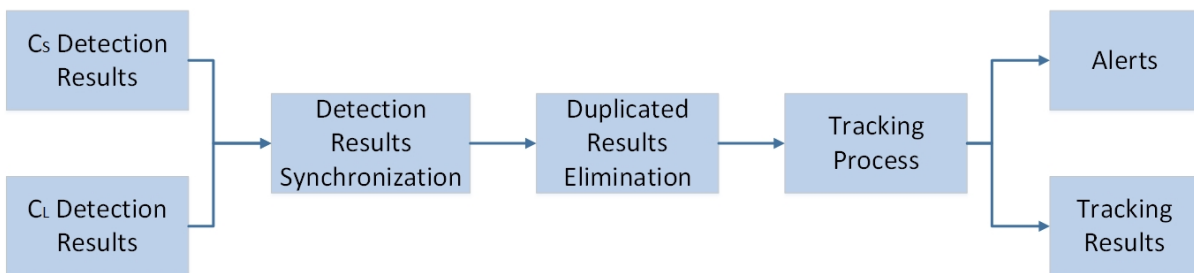 Cs Detection
Results
CL Detection
Results
Detection
Results
Synchronization
Duplicated
Results
Elimination
Tracking
Process
Alerts
Tracking
Results